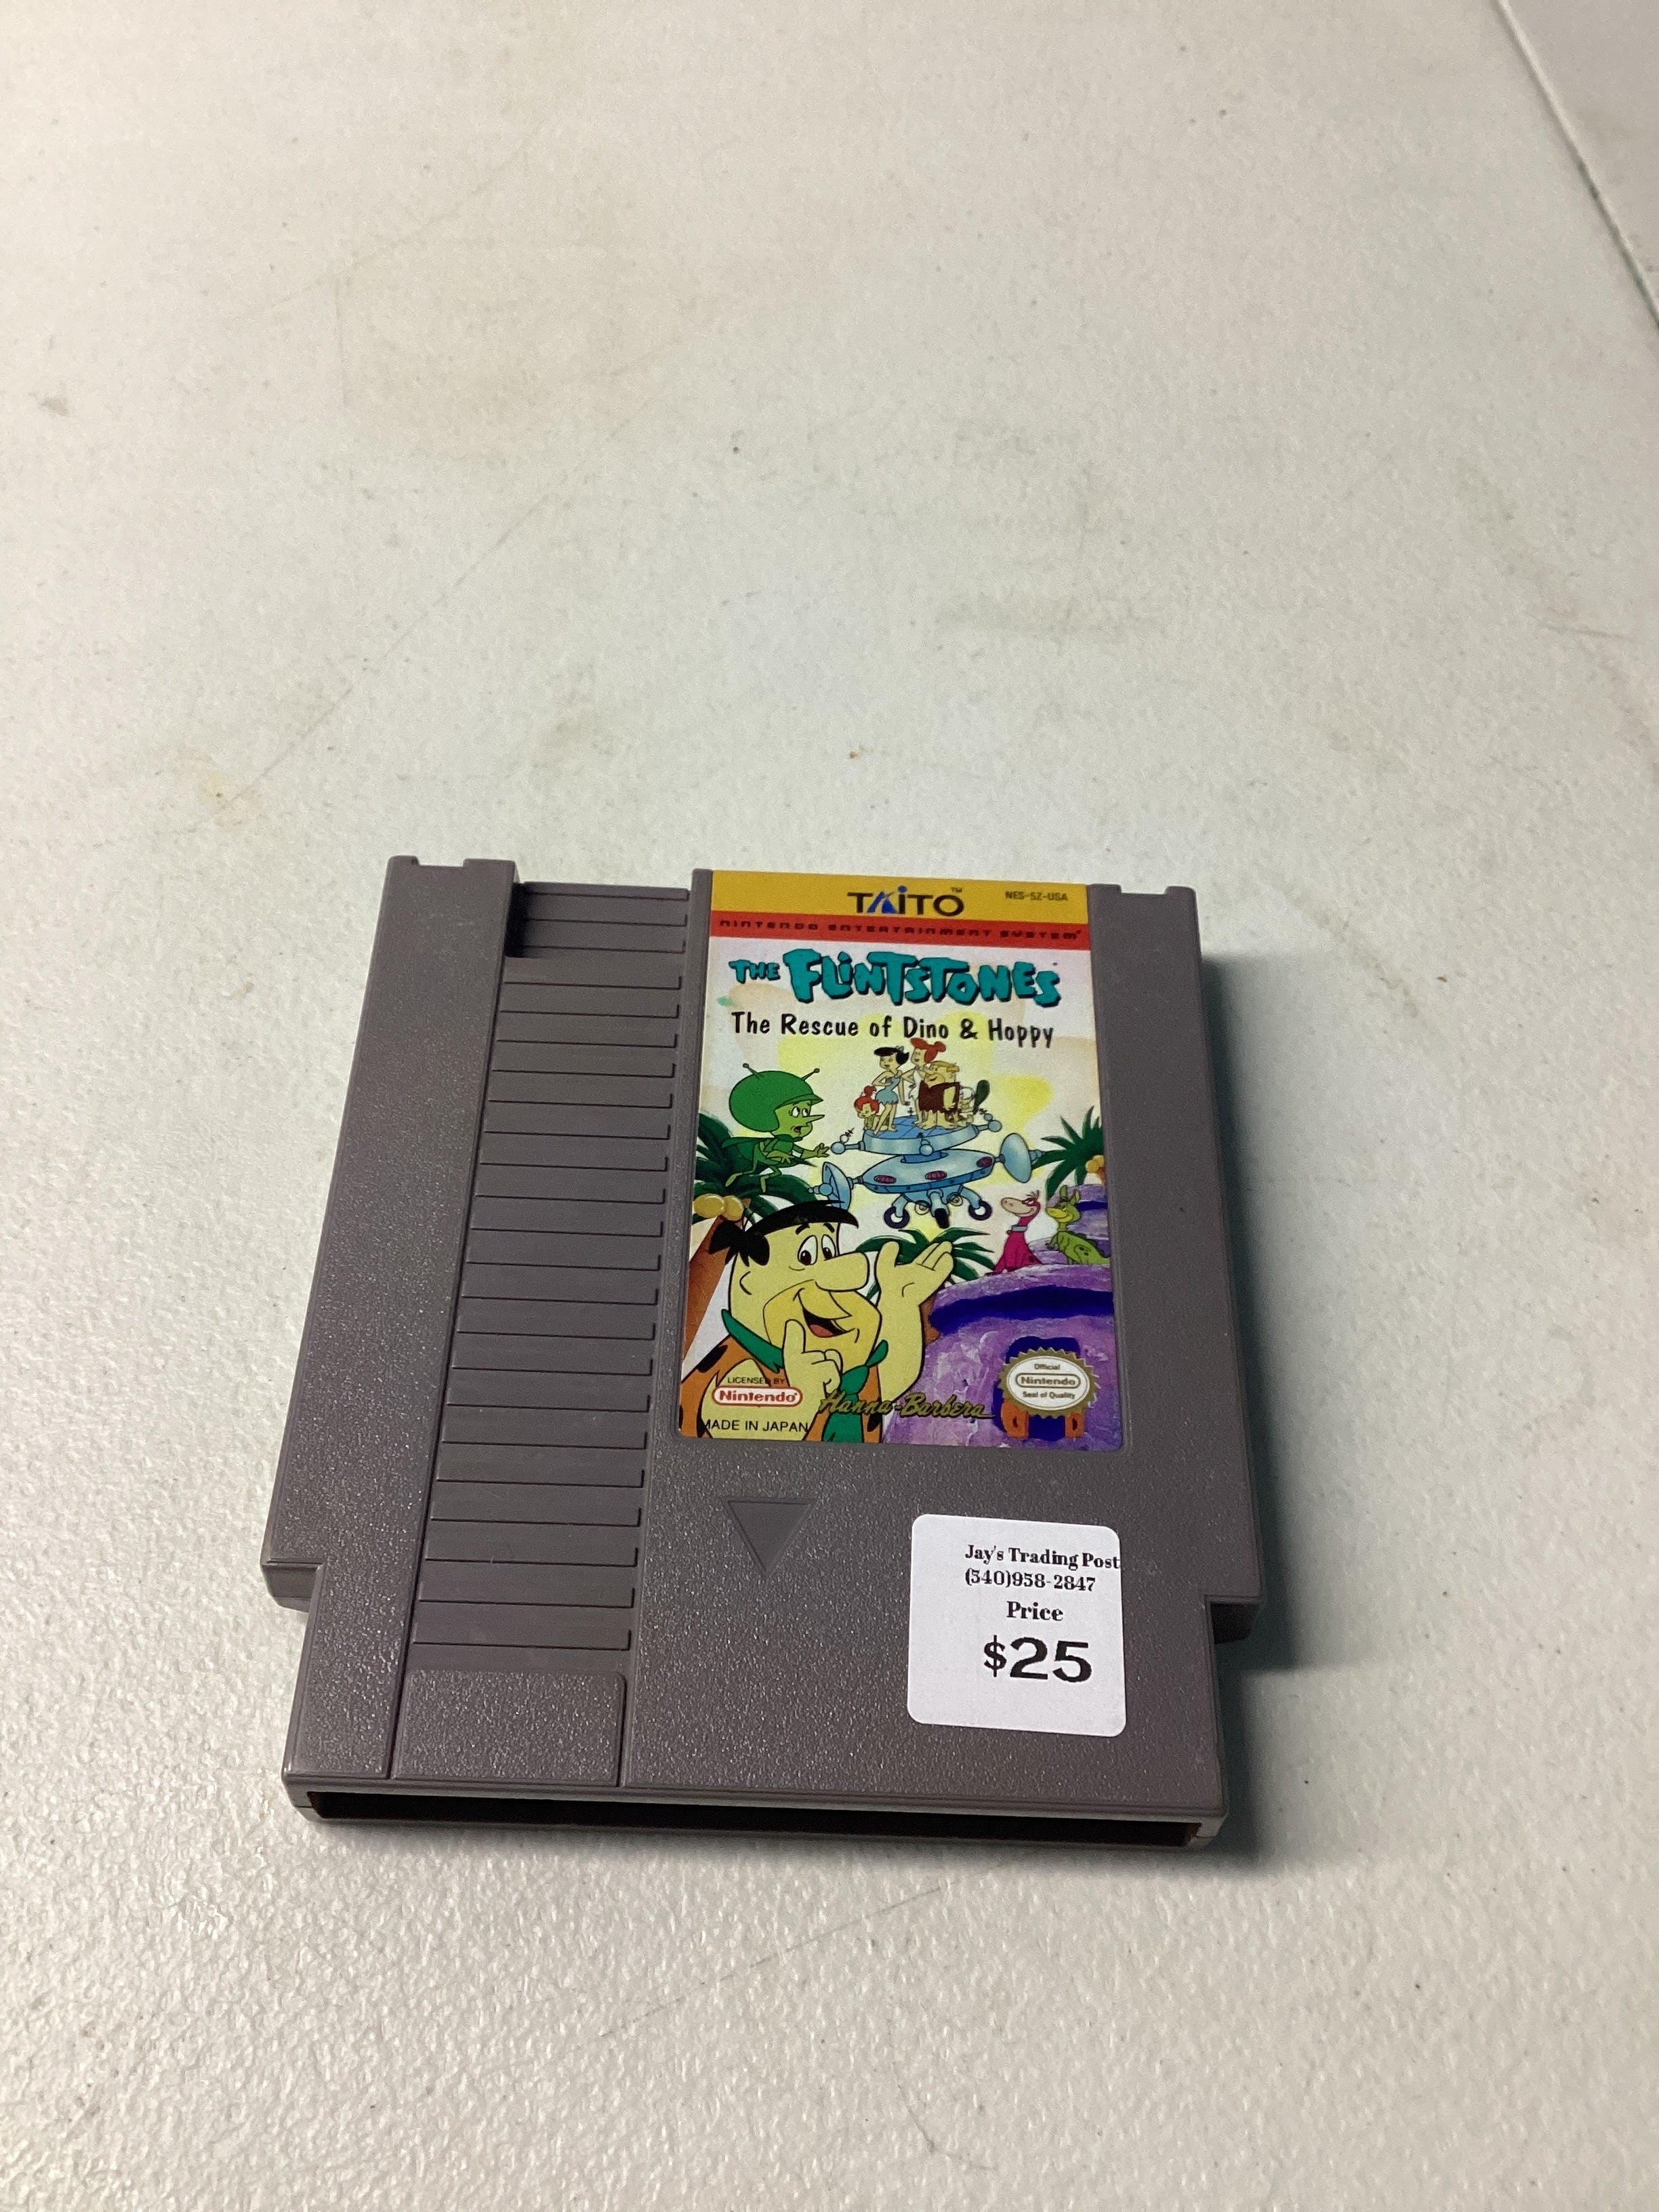 TAITO™
NES-5Z-USA
NINTENDO ENTERTAINMENT SYSTEM®
THE FLINTSTONES
The Rescue of Dino & Hoppy
LICENSED BY
Nintendo®
MADE IN JAPAN
Hanna-Barbera
Official
Nintendo
Seal of Quality
Jay's Trading Post
(540)958-2847
Price
$25